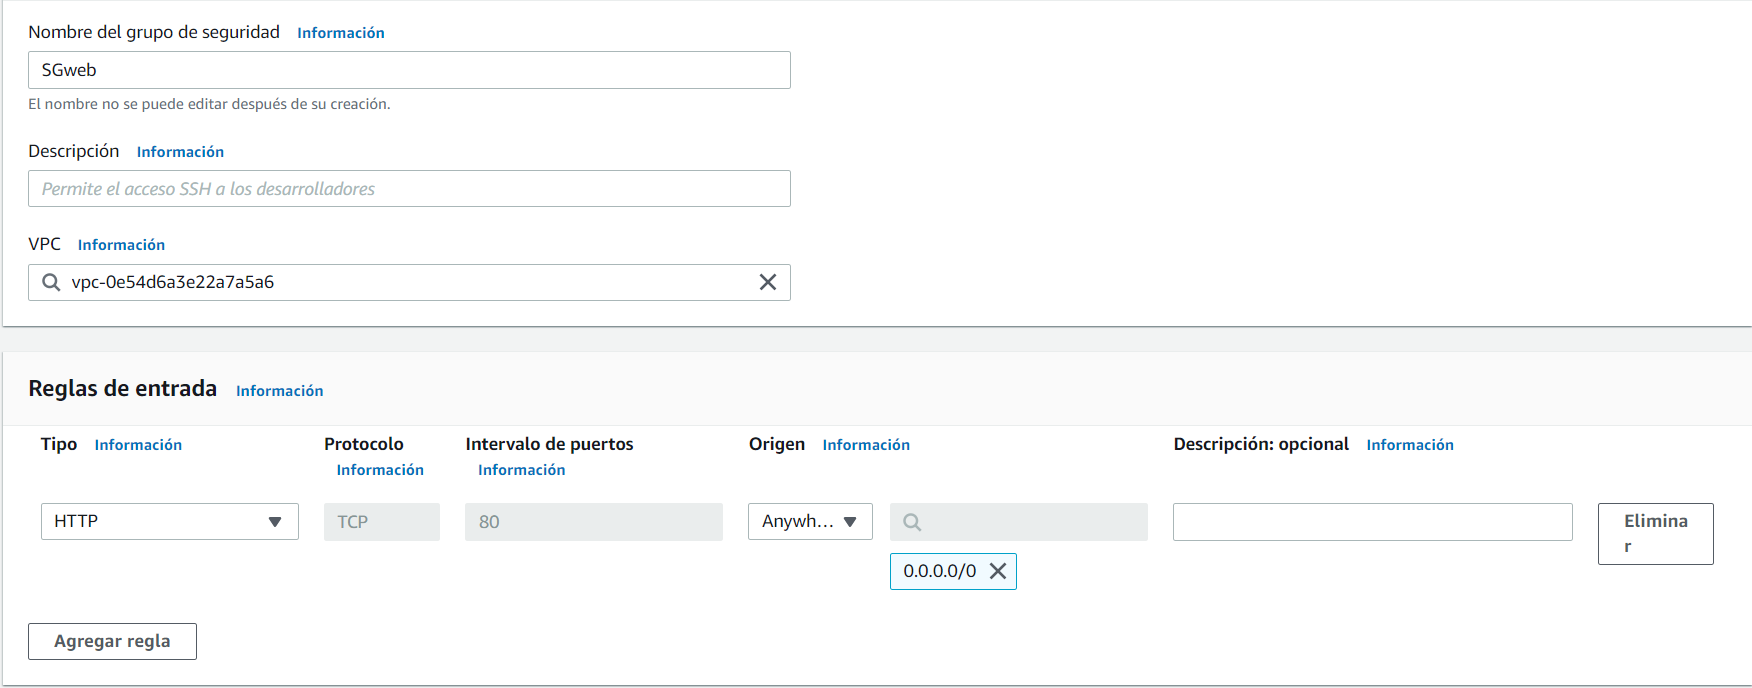 Nombre del grupo de seguridad Información
SGweb
El nombre no se puede editar después de su creación.
Descripción Información
Permite el acceso SSH a los desarrolladores
VPC Información
vpc-0e54d6a3e22a7a5a6
Reglas de entrada Información
Tipo Información
Protocolo
Información
Intervalo de puertos
Información
Origen Información
Descripción: opcional Información
HTTP
TCP
80
Anywh...
0.0.0.0/0
Elimina
r
Agregar regla